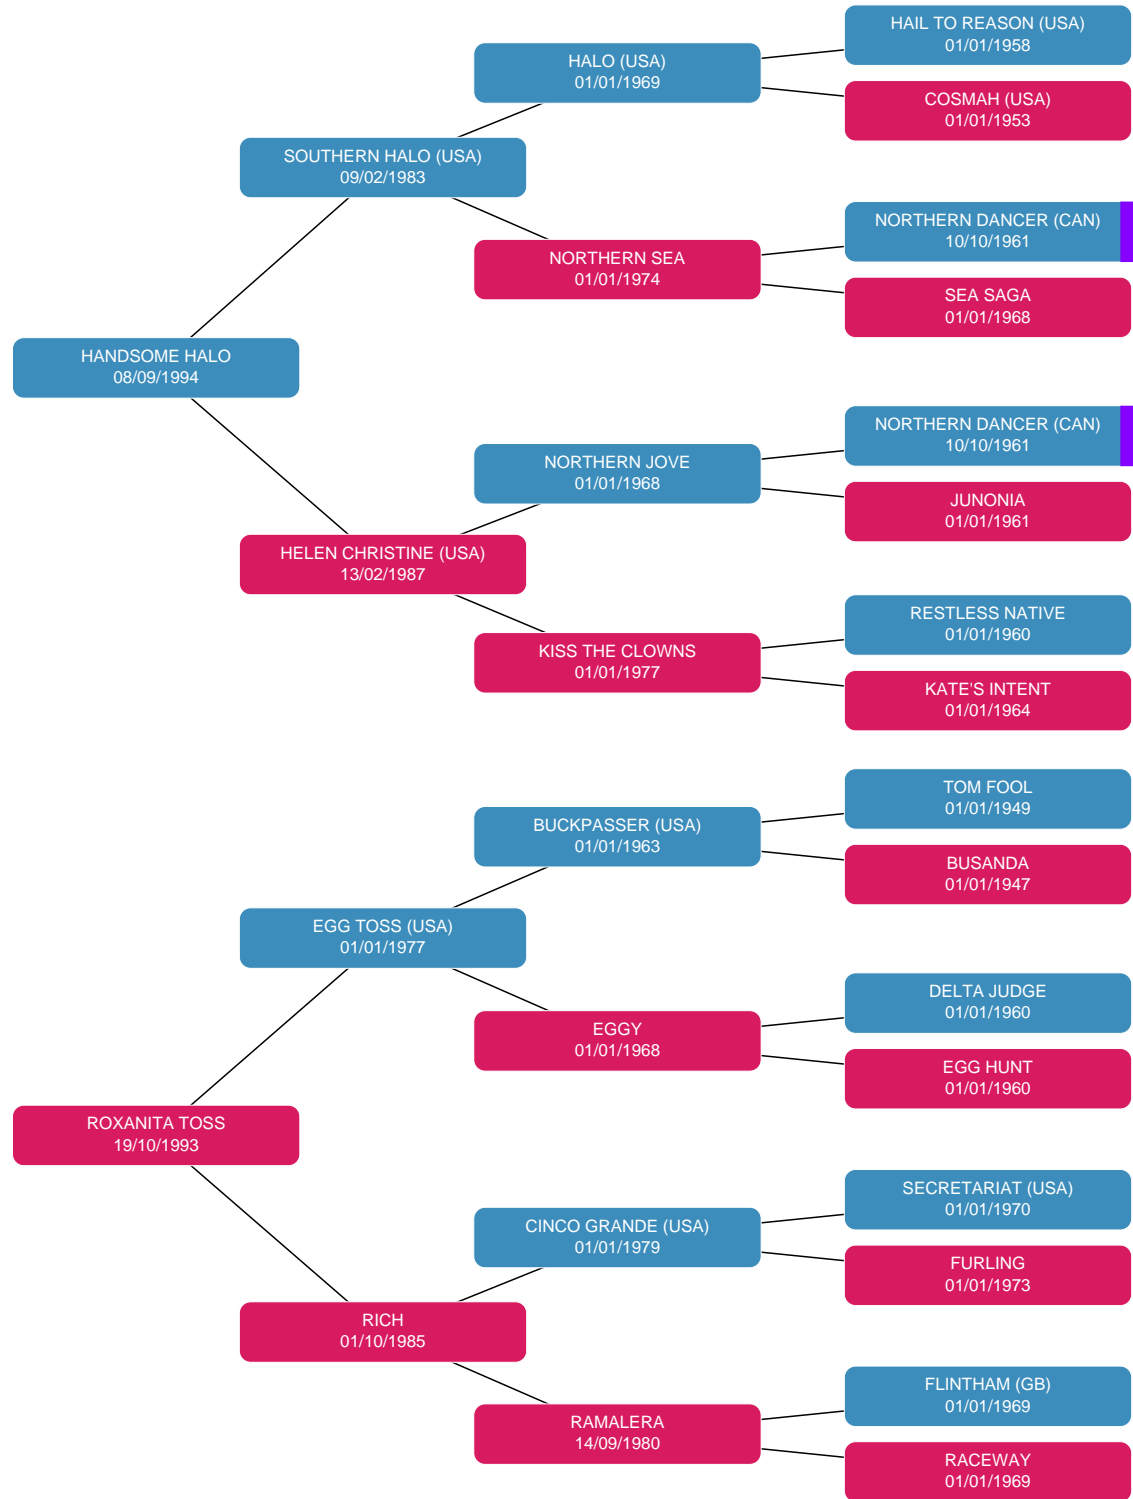 HAIL TO REASON (USA)
01/01/1958
HALO (USA)
01/01/1969
COSMAH (USA)
01/01/1953
SOUTHERN HALO (USA)
09/02/1983
NORTHERN DANCER (CAN)
10/10/1961
NORTHERN SEA
01/01/1974
SEA SAGA
01/01/1968
HANDSOME HALO
08/09/1994
NORTHERN DANCER (CAN)
10/10/1961
NORTHERN JOVE
01/01/1968
JUNONIA
01/01/1961
HELEN CHRISTINE (USA)
13/02/1987
RESTLESS NATIVE
01/01/1960
KISS THE CLOWNS
01/01/1977
KATE'S INTENT
01/01/1964
TOM FOOL
01/01/1949
BUCKPASSER (USA)
01/01/1963
BUSANDA
01/01/1947
EGG TOSS (USA)
01/01/1977
DELTA JUDGE
01/01/1960
EGGY
01/01/1968
EGG HUNT
01/01/1960
ROXANITA TOSS
19/10/1993
SECRETARIAT (USA)
01/01/1970
CINCO GRANDE (USA)
01/01/1979
FURLING
01/01/1973
RICH
01/10/1985
FLINTHAM (GB)
01/01/1969
RAMALERA
14/09/1980
RACEWAY
01/01/1969